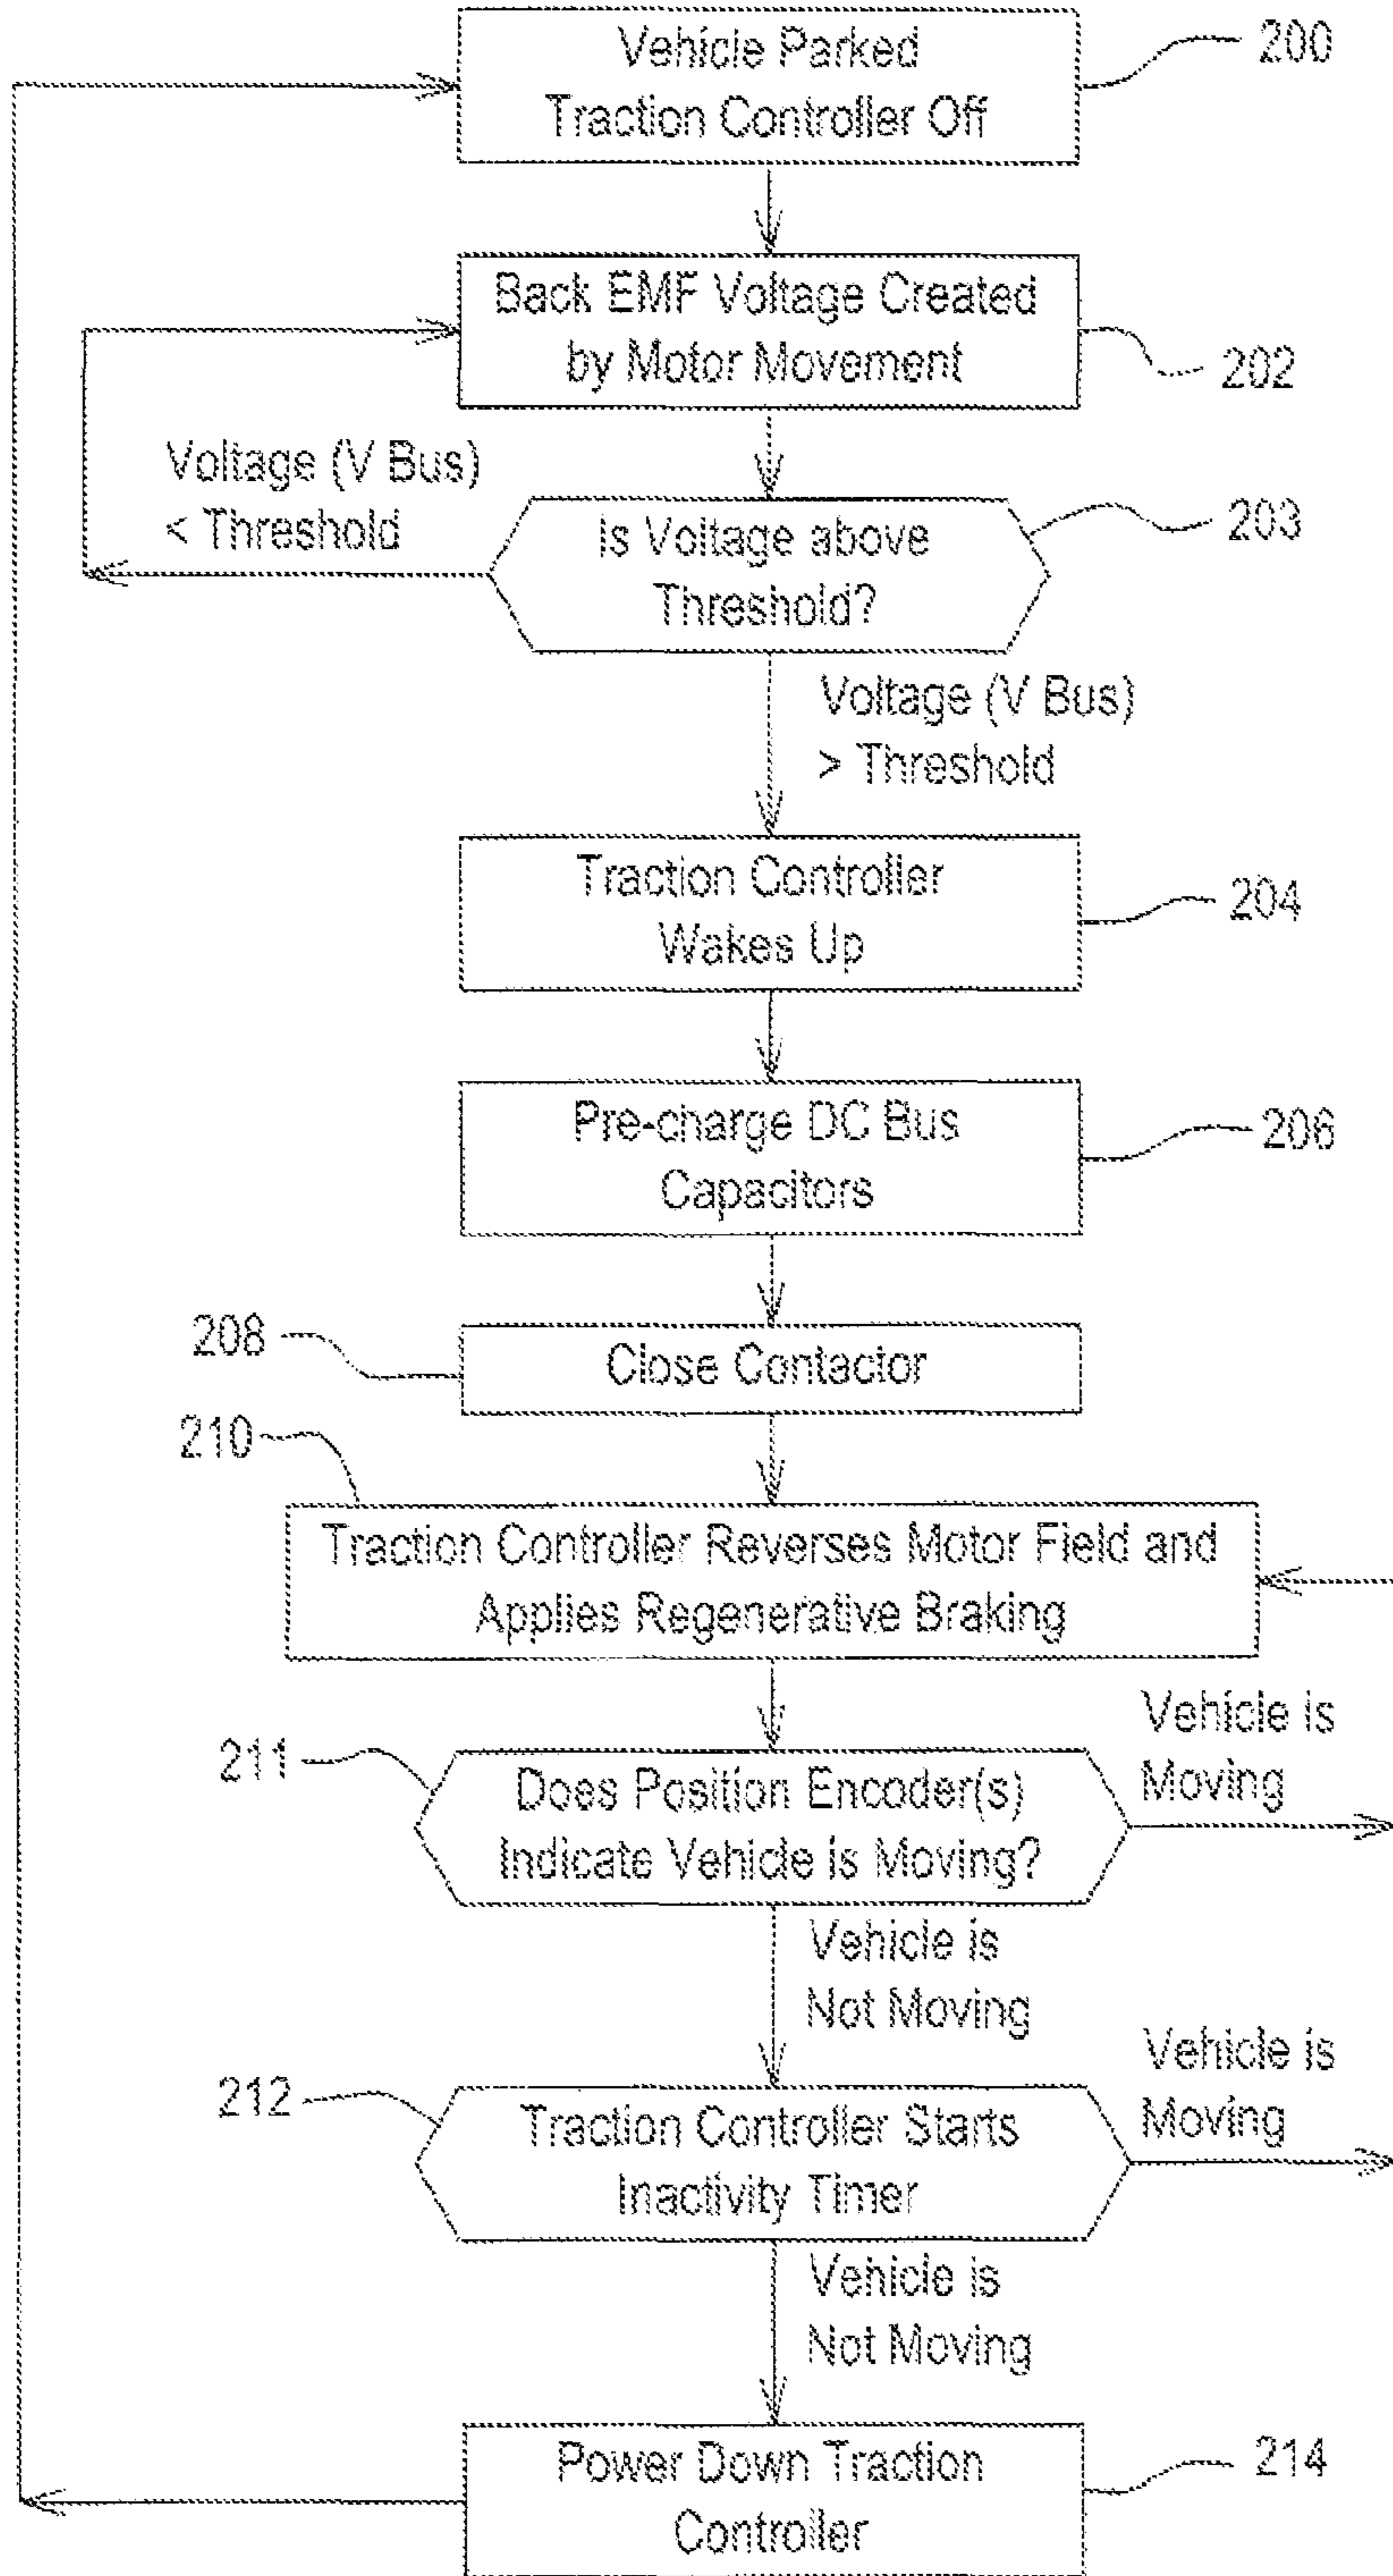 Vehicle Parked
Traction Controller Off
200
Back EMF Voltage Created
by Motor Movement
202
Voltage (V Bus)
< Threshold
Is Voltage above
Threshold?
203
Voltage (V Bus)
> Threshold
Traction Controller
Wakes Up
204
Pre-charge DC Bus
Capacitors
206
208
Close Contactor
210
Traction Controller Reverses Motor Field and
Applies Regenerative Braking
211
Does Position Encoder(s)
Indicate Vehicle is Moving?
Vehicle is
Moving
Vehicle is
Not Moving
212
Traction Controller Starts
Inactivity Timer
Vehicle is
Moving
Vehicle is
Not Moving
Power Down Traction
Controller
214